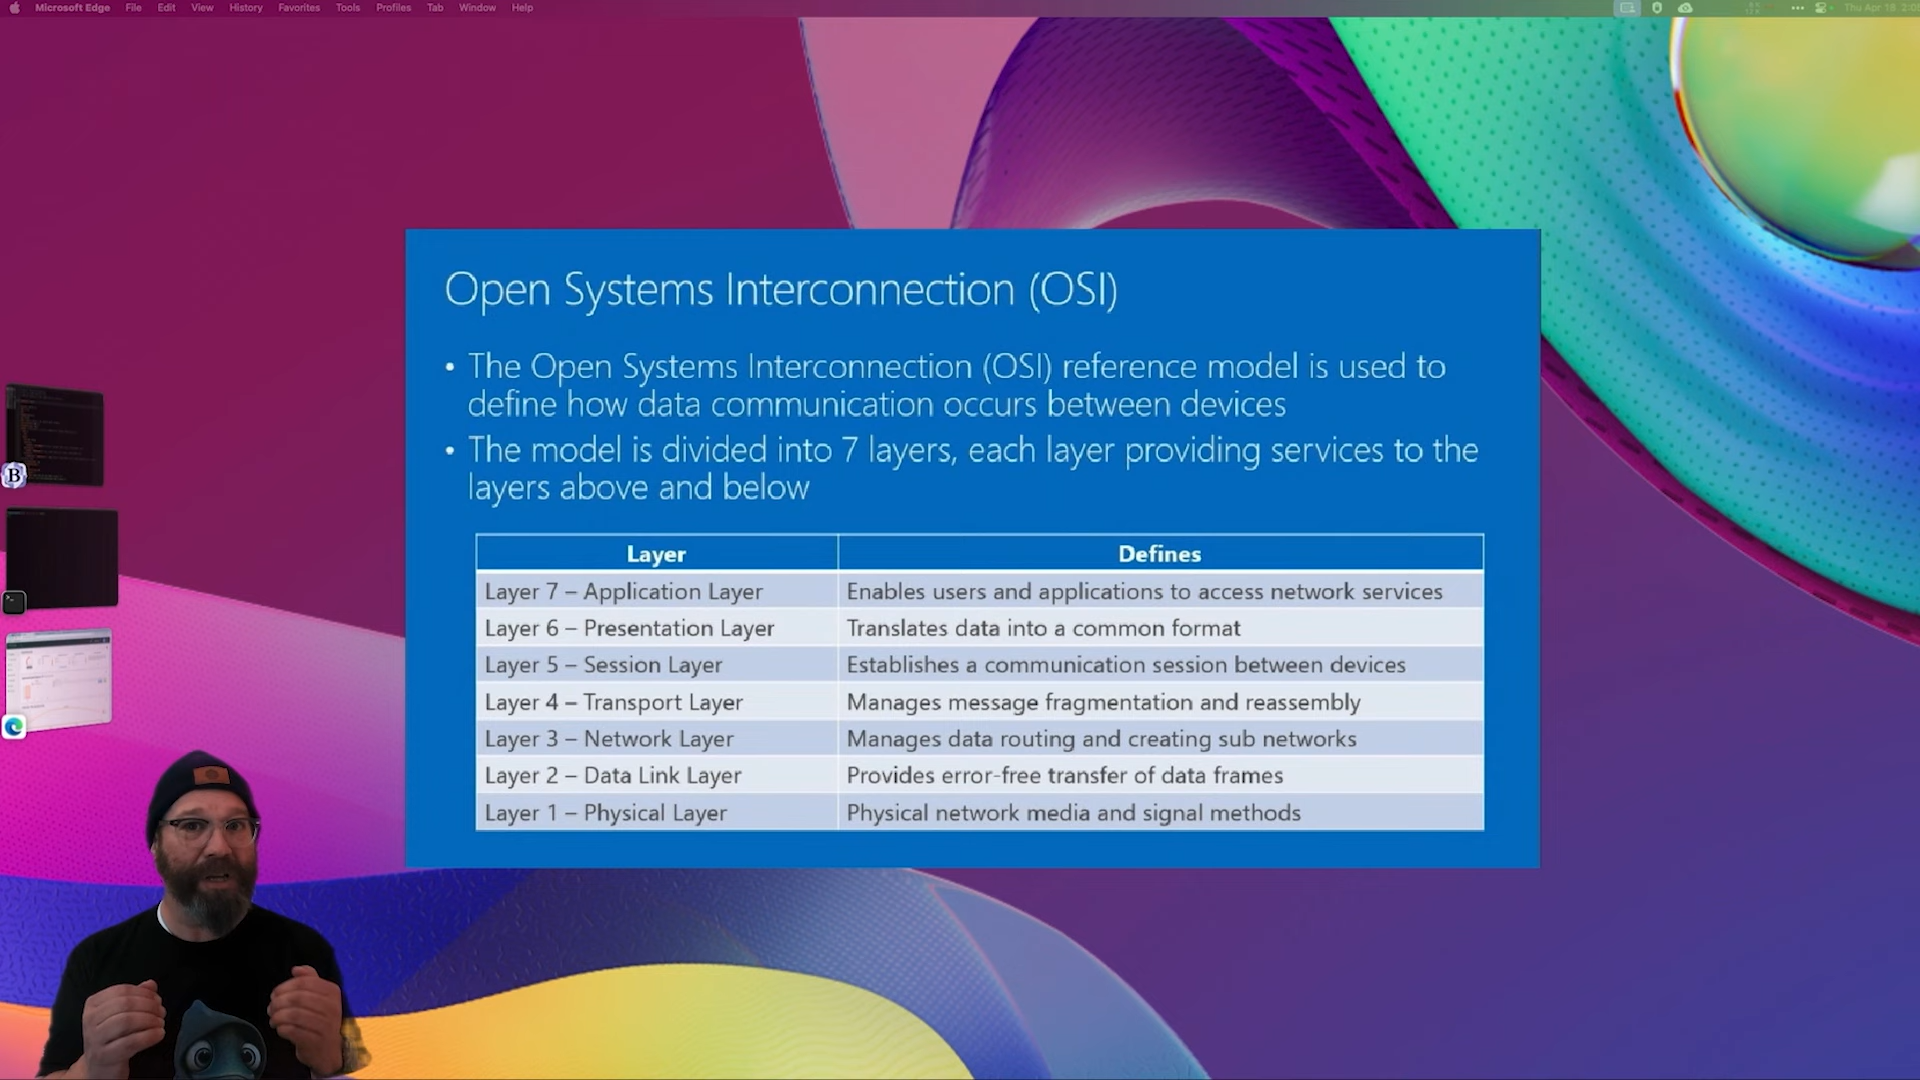 Microsoft Edge File Edit View History Favorites Tools Profiles Tab Window Help
Thu Apr 18 2:0
Open Systems Interconnection (OSI)
• The Open Systems Interconnection (OSI) reference model is used to
define how data communication occurs between devices
• The model is divided into 7 layers, each layer providing services to the
layers above and below
Layer Defines
Layer 7 – Application Layer Enables users and applications to access network services
Layer 6 – Presentation Layer Translates data into a common format
Layer 5 – Session Layer Establishes a communication session between devices
Layer 4 – Transport Layer Manages message fragmentation and reassembly
Layer 3 – Network Layer Manages data routing and creating sub networks
Layer 2 – Data Link Layer Provides error-free transfer of data frames
Layer 1 – Physical Layer Physical network media and signal methods
B